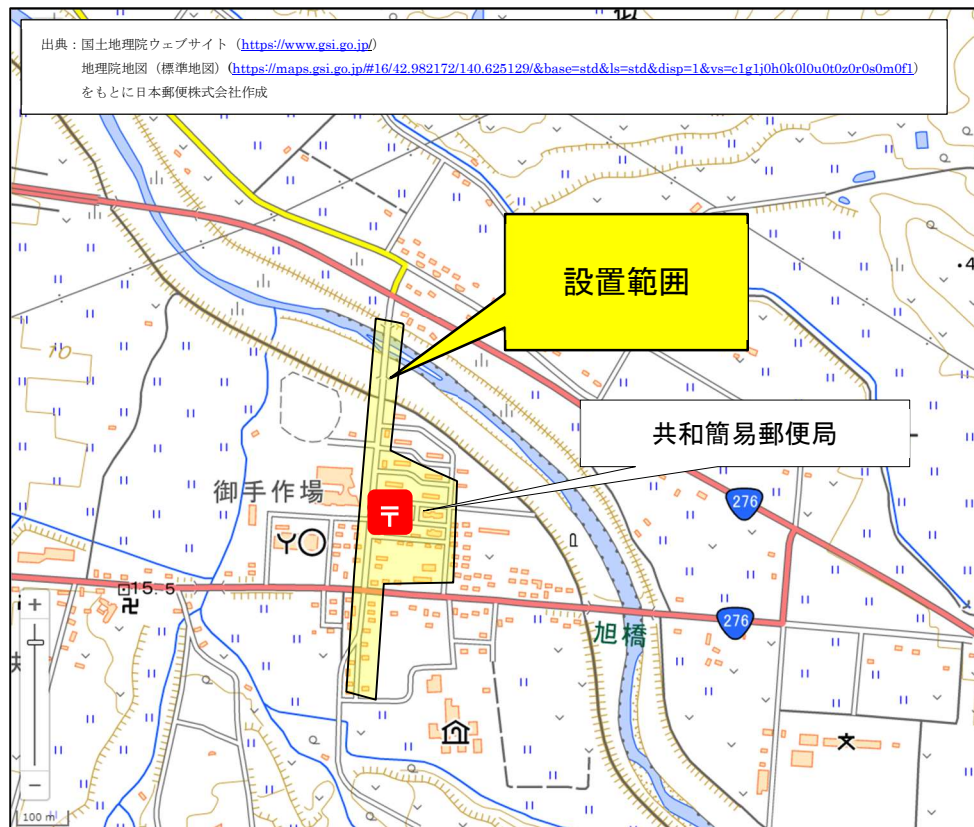 出典：国土地理院ウェブサイト（https://www.gsi.go.jp/）
地理院地図（標準地図）(https://maps.gsi.go.jp/#16/42.982172/140.625129/&base=std&ls=std&disp=1&vs=c1g1j0h0k0l0u0t0z0r0s0m0f1)
をもとに日本郵便株式会社作成
設置範囲
10
共和簡易郵便局
御手作場
276
15.5
276
旭橋
文
+
−
100 m